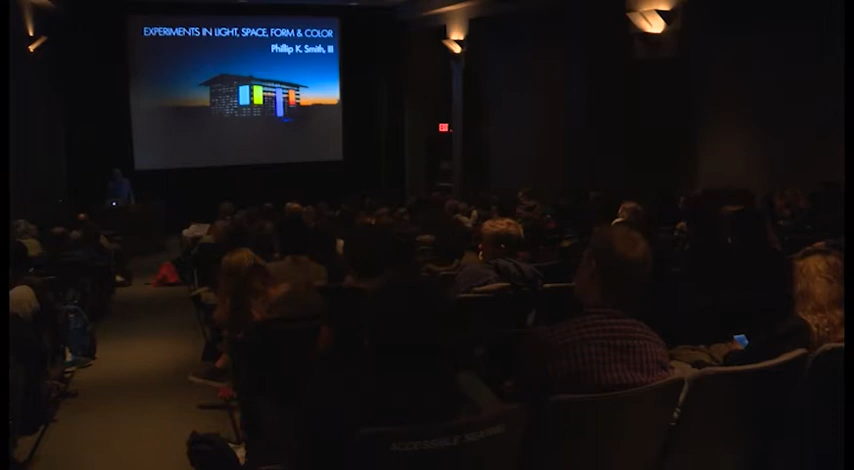 EXPERIMENTS IN LIGHT, SPACE, FORM & COLOR
Phillip K. Smith, III
ACCESSIBLE SEATING